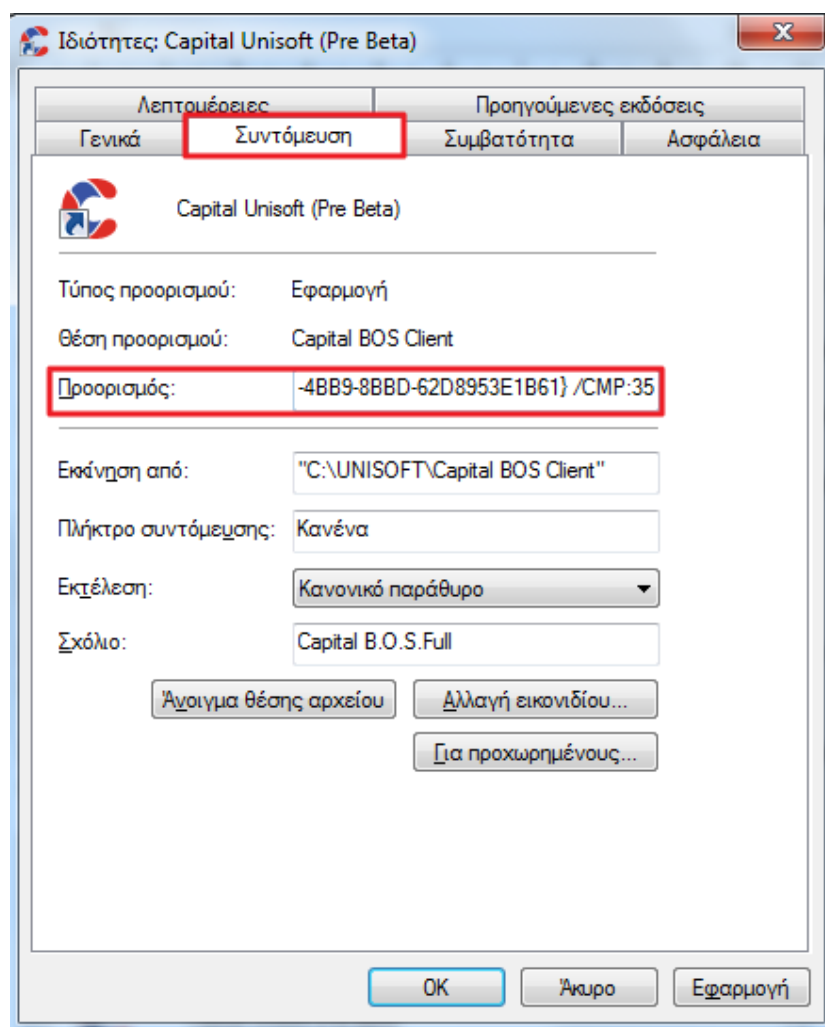 Ιδιότητες: Capital Unisoft (Pre Beta)
Λεπτομέρειες Προηγούμενες εκδόσεις
Γενικά Συντόμευση Συμβατότητα Ασφάλεια
Capital Unisoft (Pre Beta)
Τύπος προορισμού: Εφαρμογή
Θέση προορισμού: Capital BOS Client
Προορισμός: -4BB9-8BBD-62D8953E1B61} /CMP:35
Εκκίνηση από: "C:\UNISOFT\Capital BOS Client"
Πλήκτρο συντόμευσης: Κανένα
Εκτέλεση: Κανονικό παράθυρο
Σχόλιο: Capital B.O.S.Full
Άνοιγμα θέσης αρχείου Αλλαγή εικονιδίου...
Για προχωρημένους...
OK Άκυρο Εφαρμογή